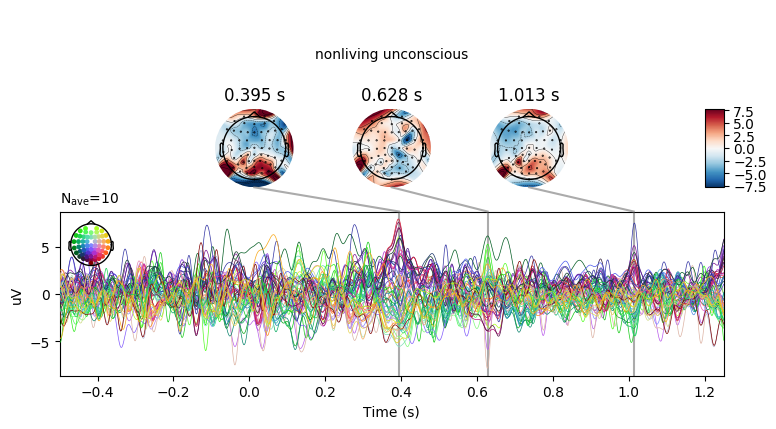 nonliving unconscious
0.395 s 0.628 s 1.013 s
7.5
5.0
2.5
0.0
−2.5
−5.0
−7.5
Nave=10
uV
5
0
−5
−0.4 −0.2 0.0 0.2 0.4 0.6 0.8 1.0 1.2
Time (s)